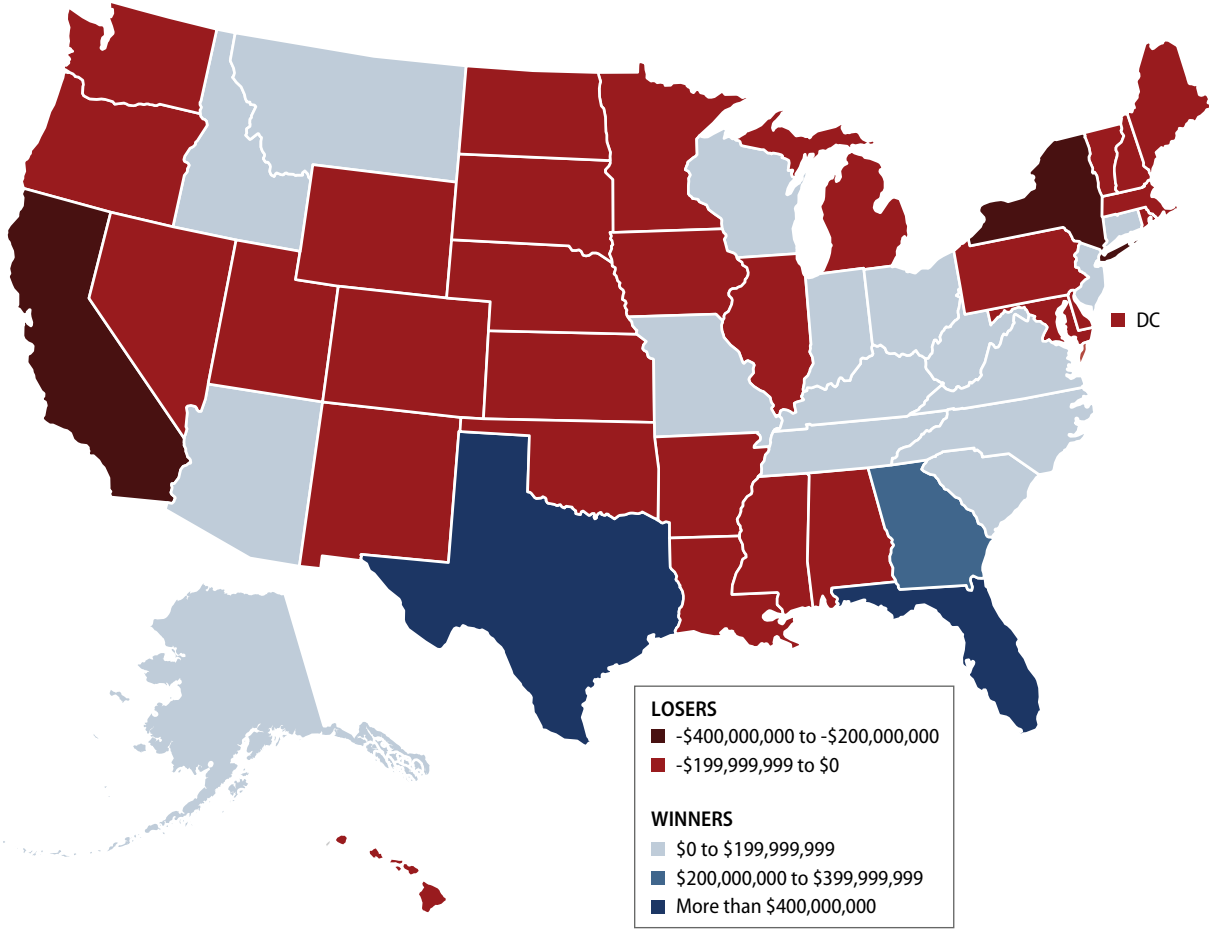 DC
LOSERS
-$400,000,000 to -$200,000,000
-$199,999,999 to $0
WINNERS
$0 to $199,999,999
$200,000,000 to $399,999,999
More than $400,000,000